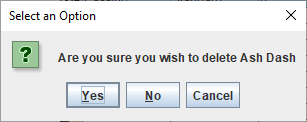 Select an Option
Are you sure you wish to delete Ash Dash
Yes No Cancel